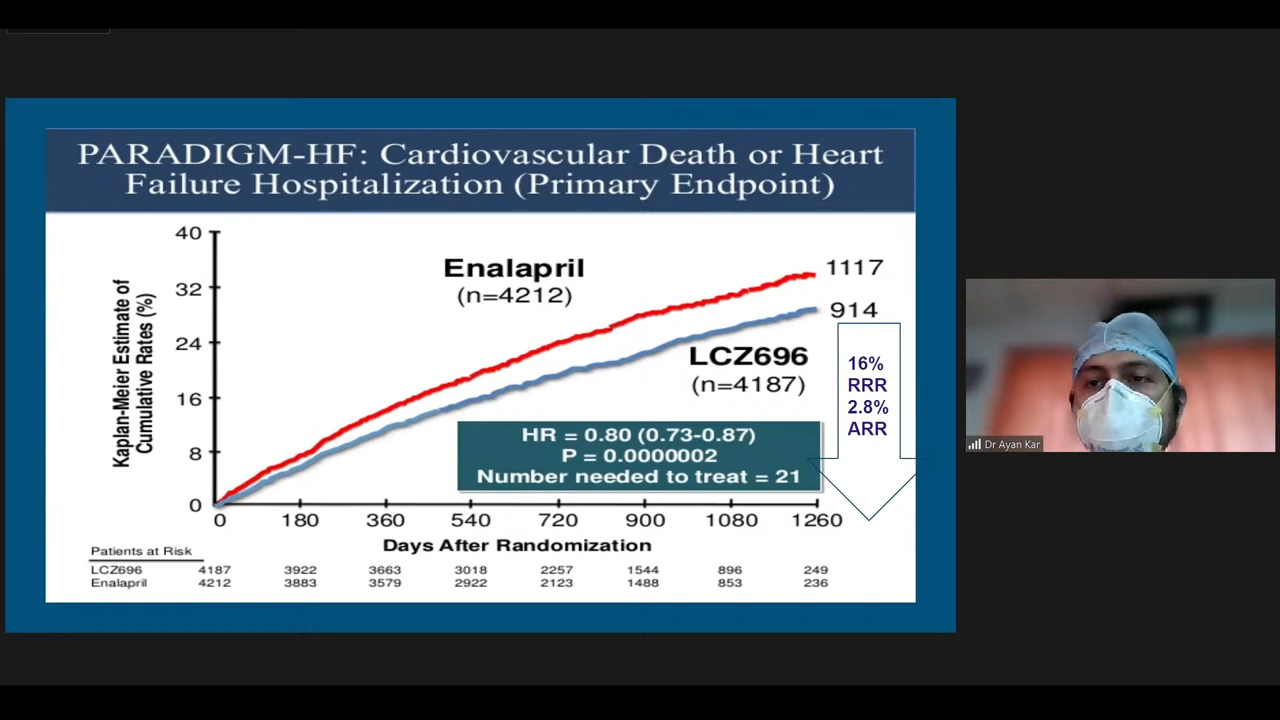 PARADIGM-HF: Cardiovascular Death or Heart
Failure Hospitalization (Primary Endpoint)
Kaplan-Meier Estimate of
Cumulative Rates (%)
40
32
24
16
8
0
Enalapril
(n=4212)
1117
914
LCZ696
(n=4187)
16%
RRR
2.8%
ARR
HR = 0.80 (0.73-0.87)
P = 0.0000002
Number needed to treat = 21
0 180 360 540 720 900 1080 1260
Days After Randomization
Patients at Risk
LCZ696 4187 3922 3663 3018 2257 1544 896 249
Enalapril 4212 3883 3579 2922 2123 1488 853 236
Dr Ayan Kar